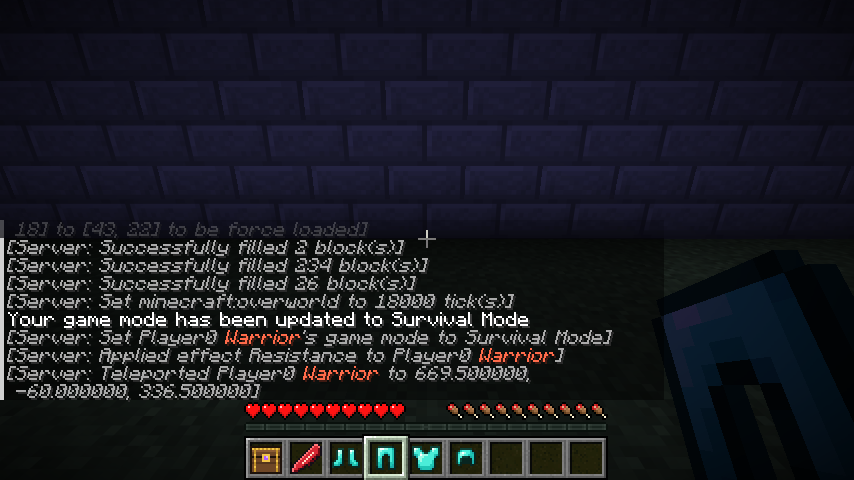 18] to [43, 22] to be force loaded]
[Server: Successfully filled 2 block(s)]
[Server: Successfully filled 234 block(s)]
[Server: Successfully filled 26 block(s)]
[Server: Set minecraft:overworld to 18000 tick(s)]
Your game mode has been updated to Survival Mode
[Server: Set Player0 Warrior's game mode to Survival Mode]
[Server: Applied effect Resistance to Player0 Warrior]
[Server: Teleported Player0 Warrior to 669.500000,
-60.000000, 336.500000]